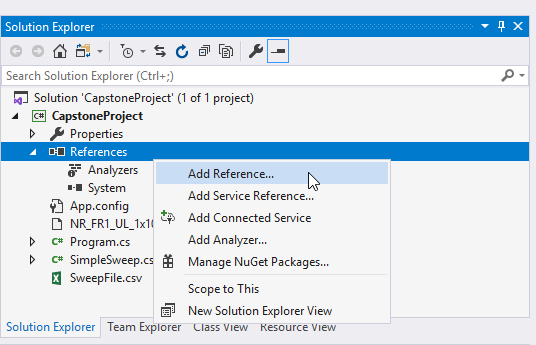 Solution Explorer
Search Solution Explorer (Ctrl+;)
Solution 'CapstoneProject' (1 of 1 project)
C# CapstoneProject
Properties
References
Analyzers
System
App.config
NR_FR1_UL_1x10
C# Program.cs
C# SimpleSweep.cs
SweepFile.csv
Add Reference...
Add Service Reference...
Add Connected Service
Add Analyzer...
Manage NuGet Packages...
Scope to This
New Solution Explorer View
Solution Explorer Team Explorer Class View Resource View